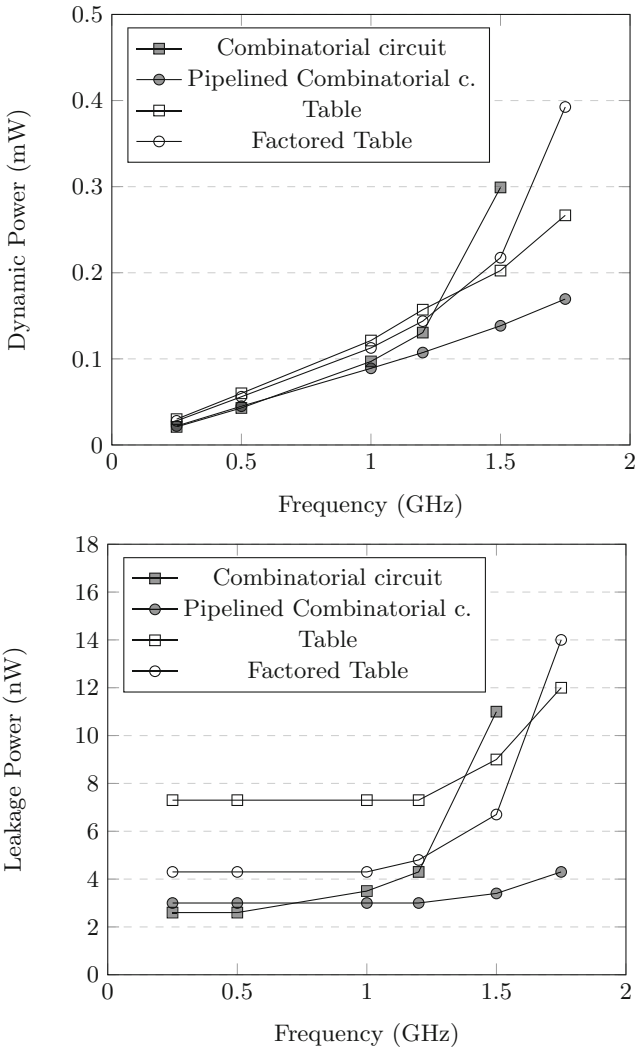 0.5
0.4
0.3
0.2
0.1
0
Dynamic Power (mW)
Combinatorial circuit
Pipelined Combinatorial c.
Table
Factored Table
0 0.5 1 1.5 2
Frequency (GHz)
18
16
14
12
10
8
6
4
2
0
Leakage Power (nW)
Combinatorial circuit
Pipelined Combinatorial c.
Table
Factored Table
0 0.5 1 1.5 2
Frequency (GHz)